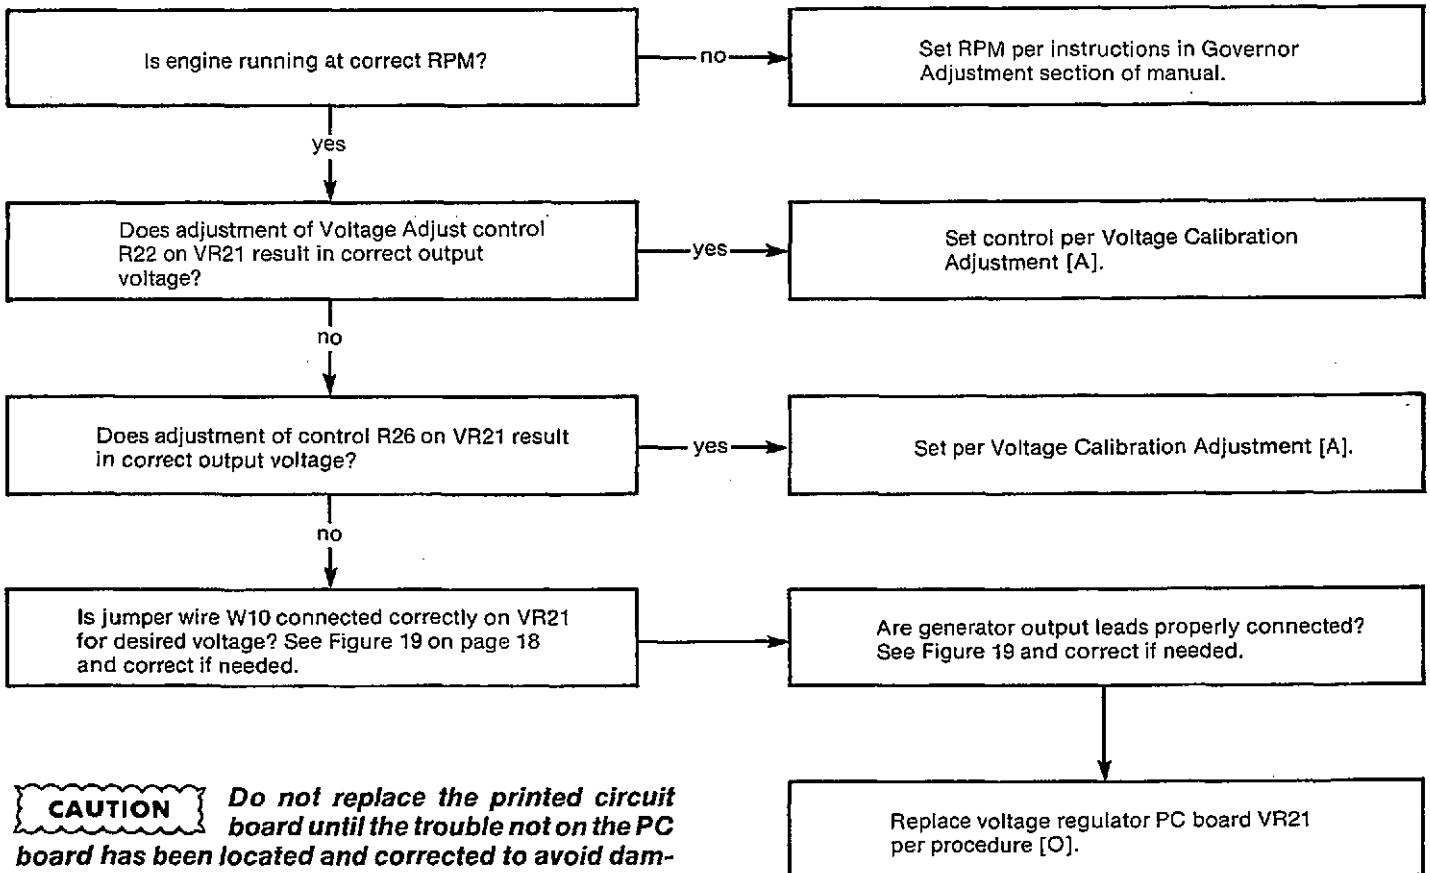 Is engine running at correct RPM?
no
Set RPM per instructions in Governor
Adjustment section of manual.
yes
Does adjustment of Voltage Adjust control
R22 on VR21 result in correct output
voltage?
yes
Set control per Voltage Calibration
Adjustment [A].
no
Does adjustment of control R26 on VR21 result
in correct output voltage?
yes
Set per Voltage Calibration Adjustment [A].
no
Is jumper wire W10 connected correctly on VR21
for desired voltage? See Figure 19 on page 18
and correct if needed.
Are generator output leads properly connected?
See Figure 19 and correct if needed.
CAUTION Do not replace the printed circuit
board until the trouble not on the PC
board has been located and corrected to avoid dam-
Replace voltage regulator PC board VR21
per procedure [O].